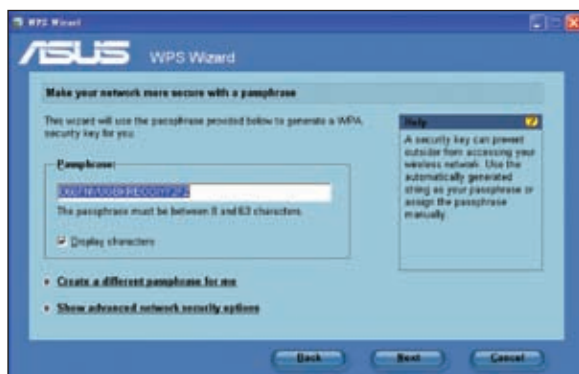 WPS Wizard
ASUS WPS Wizard
Make your network more secure with a passphrase
This wizard will use the passphrase provided below to generate a WPA
security key for you.
Passphrase:
The passphrase must be between 8 and 63 characters.
Display characters
Create a different passphrase for me
Show advanced network security options
Help
A security key can prevent
outsider from accessing your
wireless network. Use the
automatically generated
string as your passphrase or
assign the passphrase
manually.
Back Next Cancel